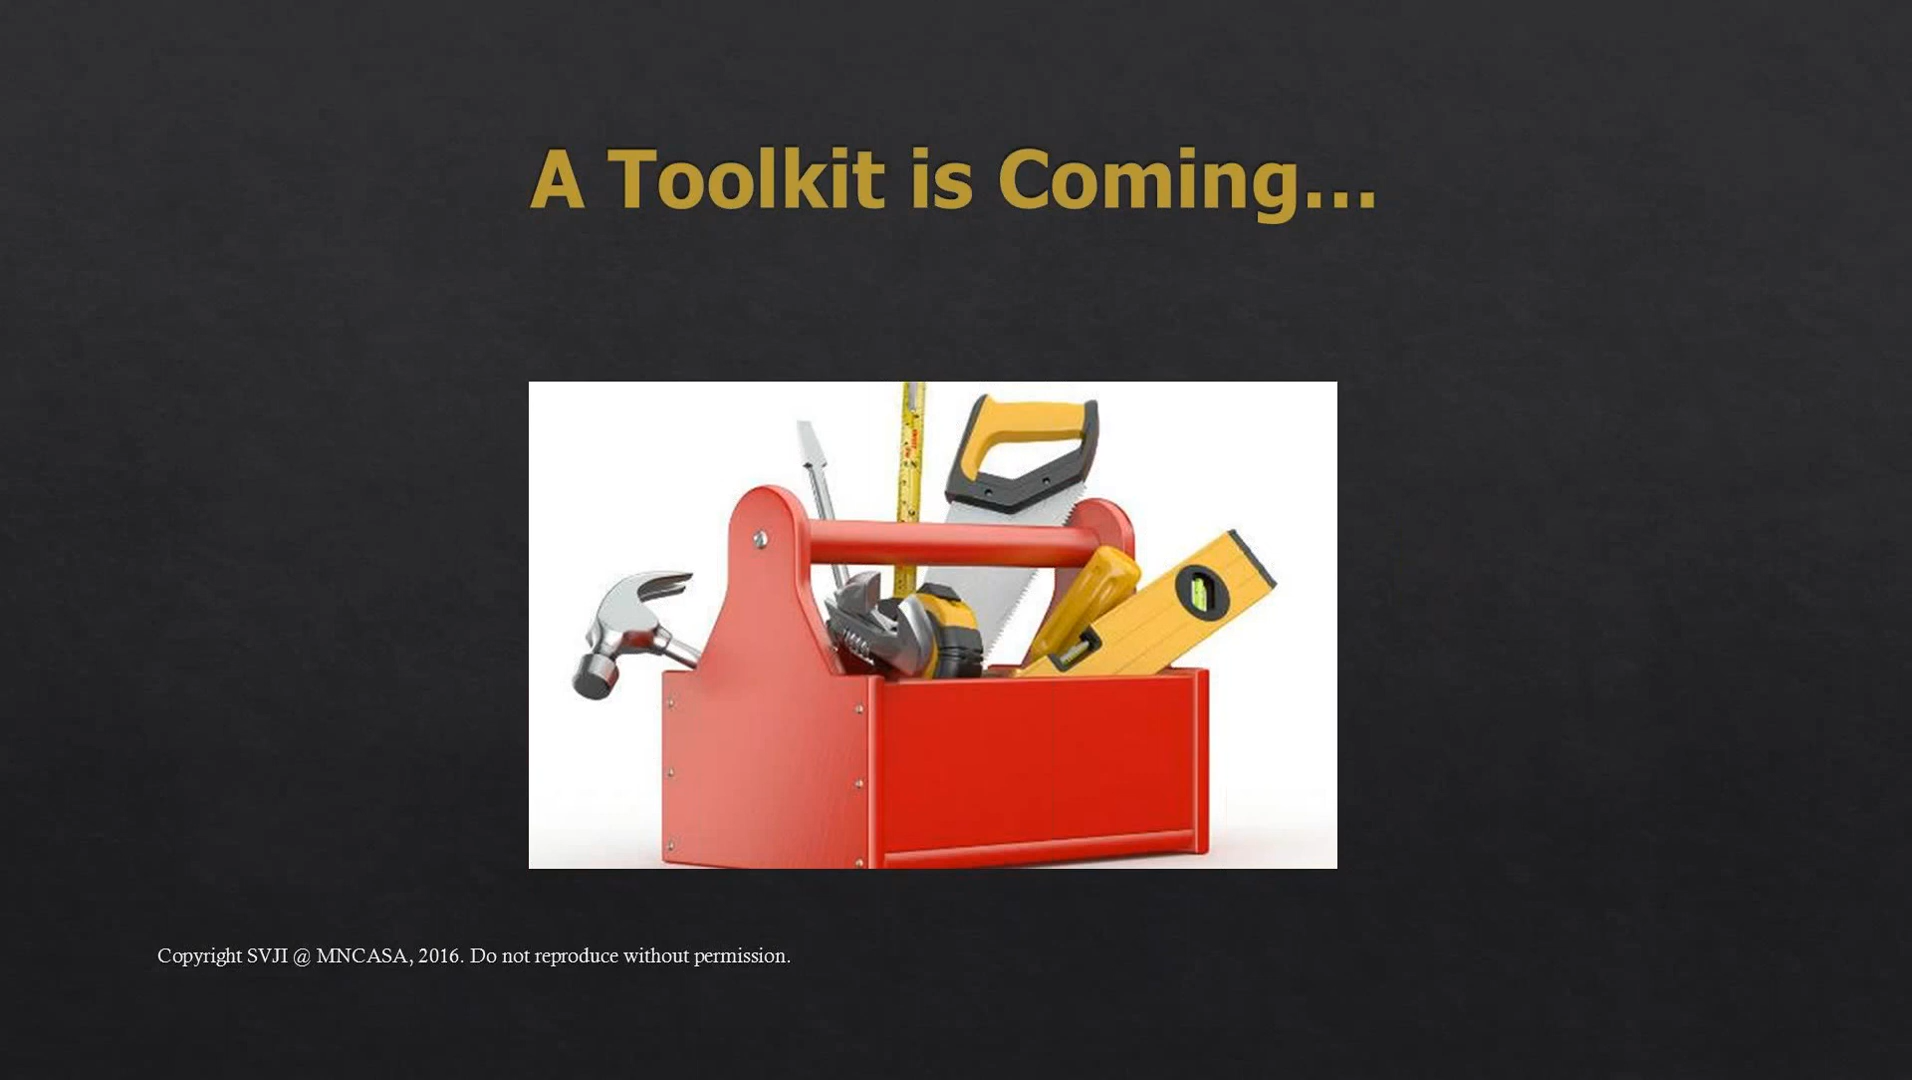 A Toolkit is Coming...
Copyright SVJI @ MNCASA, 2016. Do not reproduce without permission.